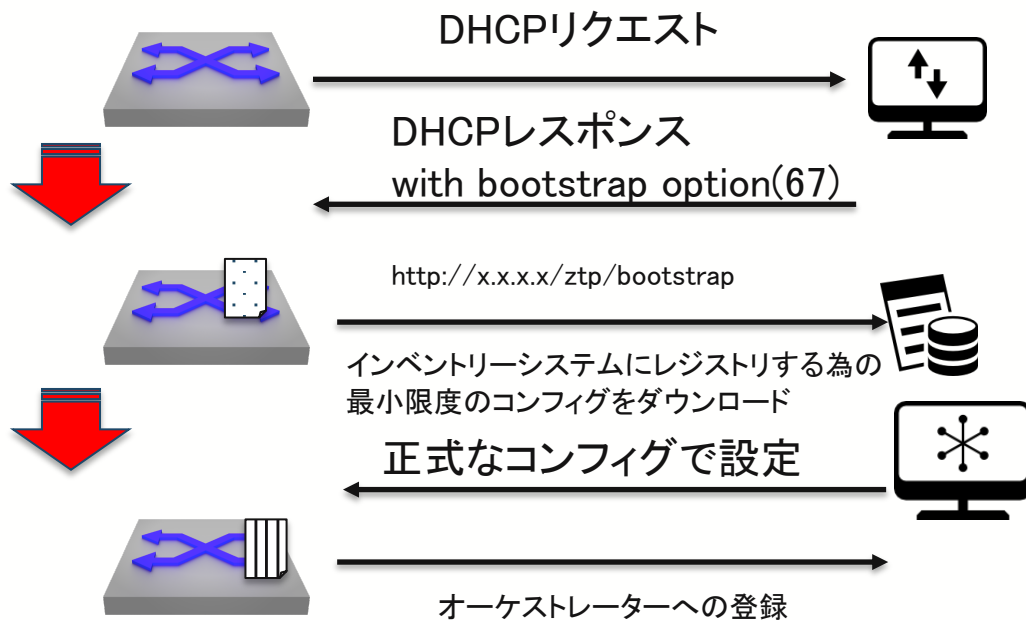 DHCPリクエスト
DHCPレスポンス
with bootstrap option(67)
http://x.x.x.x/ztp/bootstrap
インベントリーシステムにレジストリする為の
最小限度のコンフィグをダウンロード
正式なコンフィグで設定
オーケストレーターへの登録